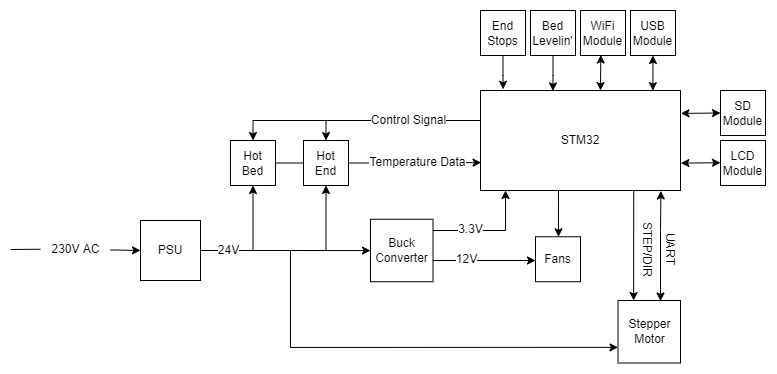 End
Stops
Bed
Levelin'
WiFi
Module
USB
Module
SD
Module
Control Signal
STM32
Hot
Bed
Hot
End
Temperature Data
LCD
Module
230V AC
PSU
24V
Buck
Converter
3.3V
12V
Fans
STEP/DIR
UART
Stepper
Motor